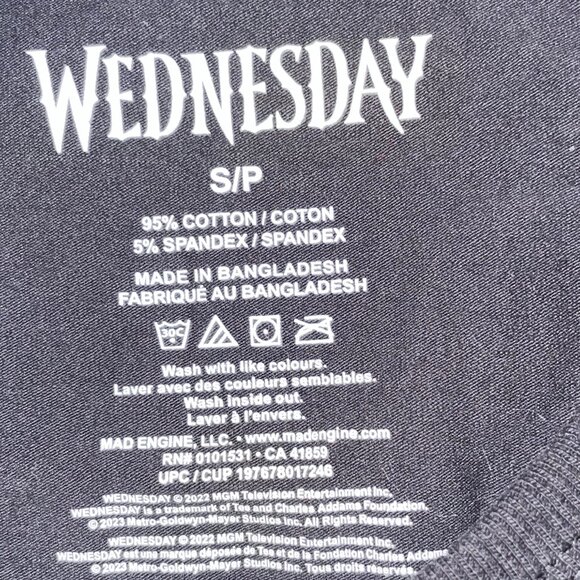 WEDNESDAY
S/P
95% COTTON / COTON
5% SPANDEX / SPANDEX
MADE IN BANGLADESH
FABRIQUÉ AU BANGLADESH
30C
Wash with like colours.
Laver avec des couleurs semblables.
Wash inside out.
Laver à l'envers.
MAD ENGINE, LLC. • www.madengine.com
RN# 0101531 • CA 41859
UPC / CUP 197678017246
WEDNESDAY © 2022 MGM Television Entertainment Inc.
WEDNESDAY is a trademark of Tee and Charles Addams Foundation.
© 2023 Metro-Goldwyn-Mayer Studios Inc. All Rights Reserved.
WEDNESDAY © 2022 MGM Television Entertainment Inc.
WEDNESDAY est une marque déposée de Tee et de la Fondation Charles Addams
© 2023 Metro-Goldwyn-Mayer Studios Inc. Tous Droits Réservés.